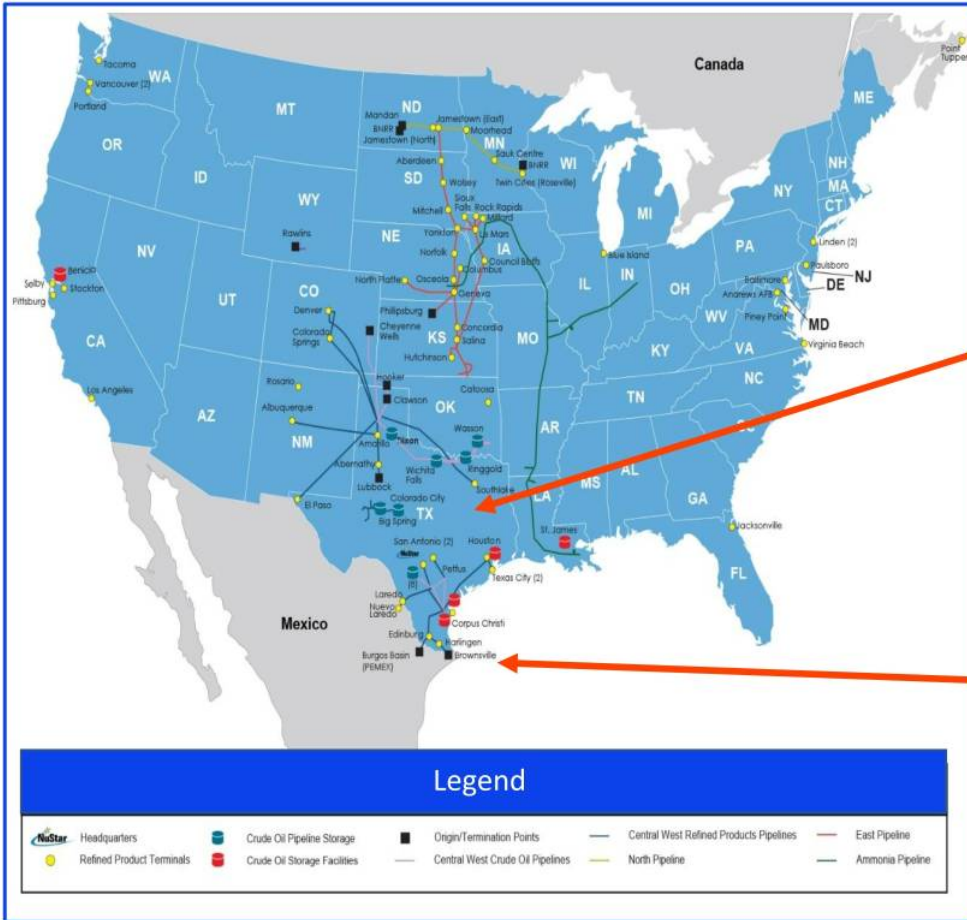 Canada
Point
Tupper
Tacoma
WA
Vancouver (2)
Portland
MT
ND
Mandan
BNRR
Jamestown (East)
Jamestown (North)
Moorhead
MN
ME
OR
Sauk Centre
BNRR
WI
Twin Cities (Roseville)
Aberdeen
SD
Wolsey
NH
MA
CT
NY
ID
WY
MI
Sioux
Falls
Rock Rapids
Milford
Mitchell
Yankton
Le Mars
Rawlins
NE
IA
Norfolk
Columbus
Council Bluffs
PA
Linden (2)
NV
Blue Island
IN
Paulsboro
NJ
Benicia
Selby
Stockton
Pittsburg
UT
North Platte
Osceola
Geneva
IL
OH
Baltimore
DE
Andrews AFB
CO
Denver
Philipsburg
WV
Piney Point
MD
CA
Cheyenne
Wells
Colorado
Springs
KS
Concordia
Salina
MO
KY
VA
Virginia Beach
Hutchinson
Hooker
Los Angeles
Rosario
Clawson
Catoosa
NC
TN
AZ
Albuquerque
OK
AR
NM
Dixon
Wasson
SC
Amarillo
Abernathy
Wichita
Falls
Ringgold
MS
AL
Lubbock
Southlake
GA
El Paso
Colorado City
TX
LA
Big Spring
Jacksonville
San Antonio (2)
Houston
St. James
NuStar
Pettus
FL
(8)
Texas City (2)
Laredo
Nuevo
Laredo
Mexico
Corpus Christi
Edinburg
Harlingen
Burgos Basin
(PEMEX)
Brownsville
Legend
NuStar Headquarters
Crude Oil Pipeline Storage
Origin/Termination Points
Central West Refined Products Pipelines
East Pipeline
Refined Product Terminals
Crude Oil Storage Facilities
Central West Crude Oil Pipelines
North Pipeline
Ammonia Pipeline